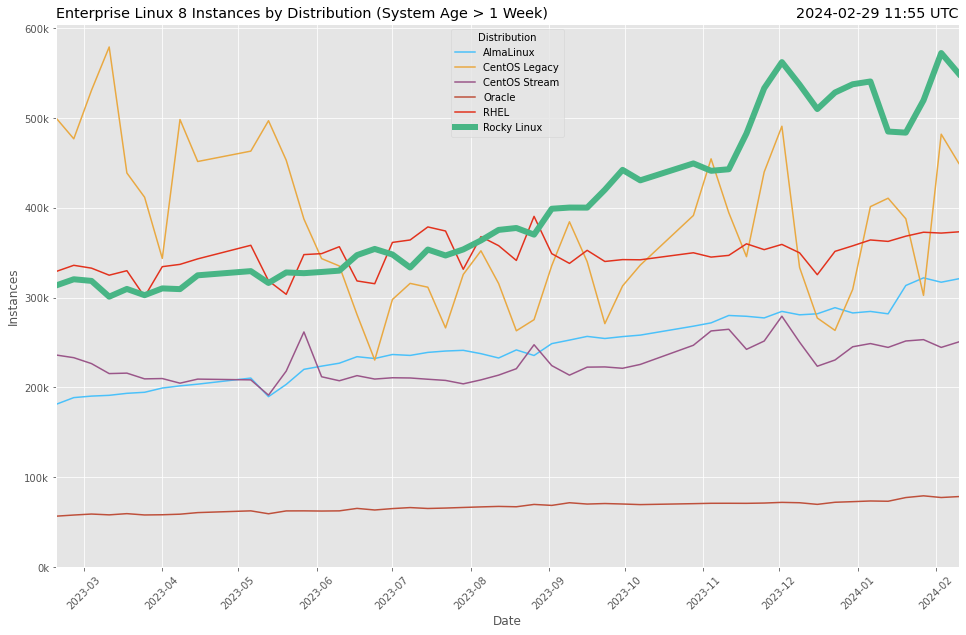 Enterprise Linux 8 Instances by Distribution (System Age > 1 Week)
2024-02-29 11:55 UTC
Distribution
AlmaLinux
CentOS Legacy
CentOS Stream
Oracle
RHEL
Rocky Linux
600k
500k
400k
300k
200k
100k
0k
Instances
2023-03
2023-04
2023-05
2023-06
2023-07
2023-08
2023-09
2023-10
2023-11
2023-12
2024-01
2024-02
Date